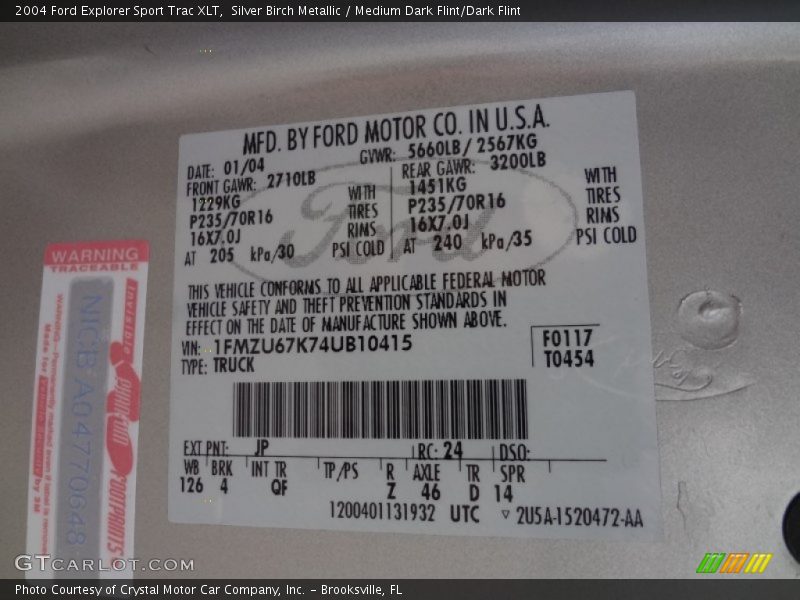 2004 Ford Explorer Sport Trac XLT, Silver Birch Metallic / Medium Dark Flint/Dark Flint
MFD. BY FORD MOTOR CO. IN U.S.A.
DATE: 01/04 GVWR: 5660LB/ 2567KG
FRONT GAWR: 2710LB REAR GAWR: 3200LB
1229KG WITH 1451KG WITH
P235/70R16 TIRES P235/70R16 TIRES
16X7.0J RIMS 16X7.0J RIMS
AT 205 kPa/30 PSI COLD AT 240 kPa/35 PSI COLD
Ford
THIS VEHICLE CONFORMS TO ALL APPLICABLE FEDERAL MOTOR
VEHICLE SAFETY AND THEFT PREVENTION STANDARDS IN
EFFECT ON THE DATE OF MANUFACTURE SHOWN ABOVE.
VIN: 1FMZU67K74UB10415 F0117
TYPE: TRUCK T0454
EXT PNT: JP RC: 24 DSO:
WB BRK INT TR TP/PS R AXLE TR SPR
126 4 QF Z 46 D 14
1200401131932 UTC ▽ 2U5A-1520472-AA
WARNING
TRACEABLE
Invisible
PHANTOM
FOOTPRINTS
NICB A04770648
GTCarLot.com
Photo Courtesy of Crystal Motor Car Company, Inc. – Brooksville, FL